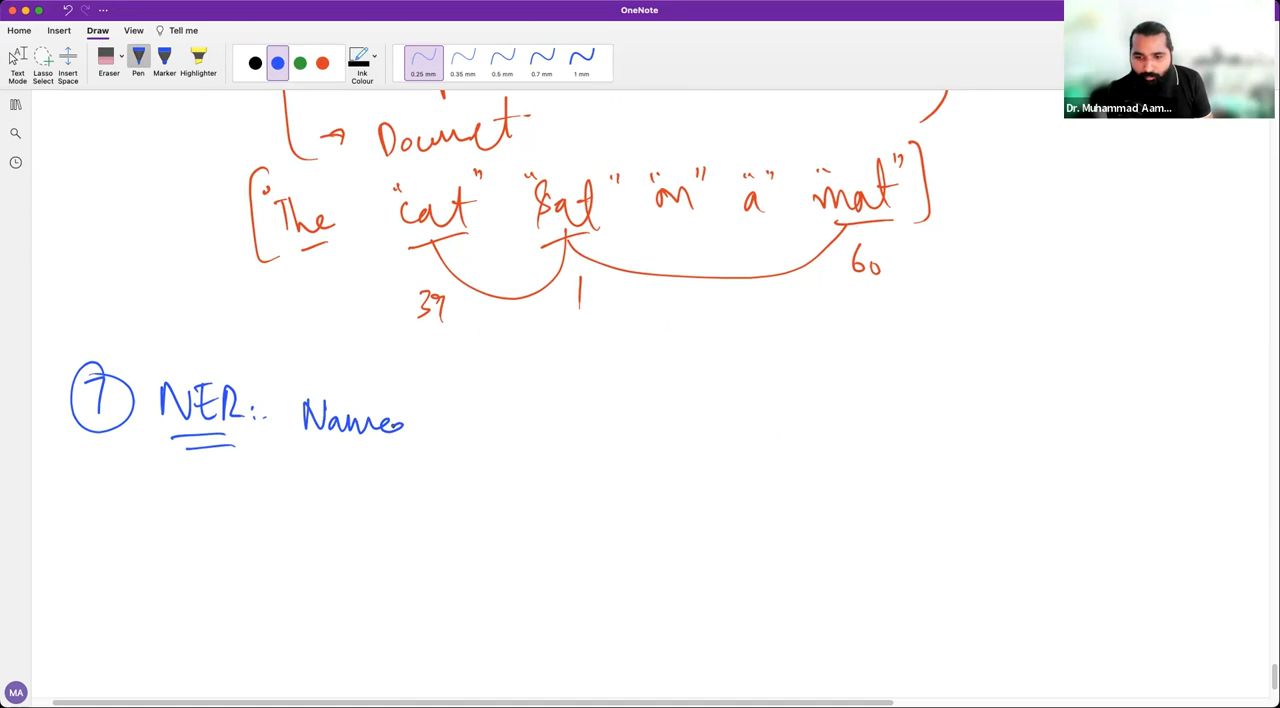 OneNote
Home Insert Draw View Tell me
Text Mode Lasso Select Insert Space Eraser Pen Marker Highlighter Ink Colour 0.25 mm 0.35 mm 0.5 mm 0.7 mm 1 mm
Dr. Muhammad Aam...
→
["The "cat" "sat" "on" "a" "mat"]
39 1 60
7 NER:- Name
MA